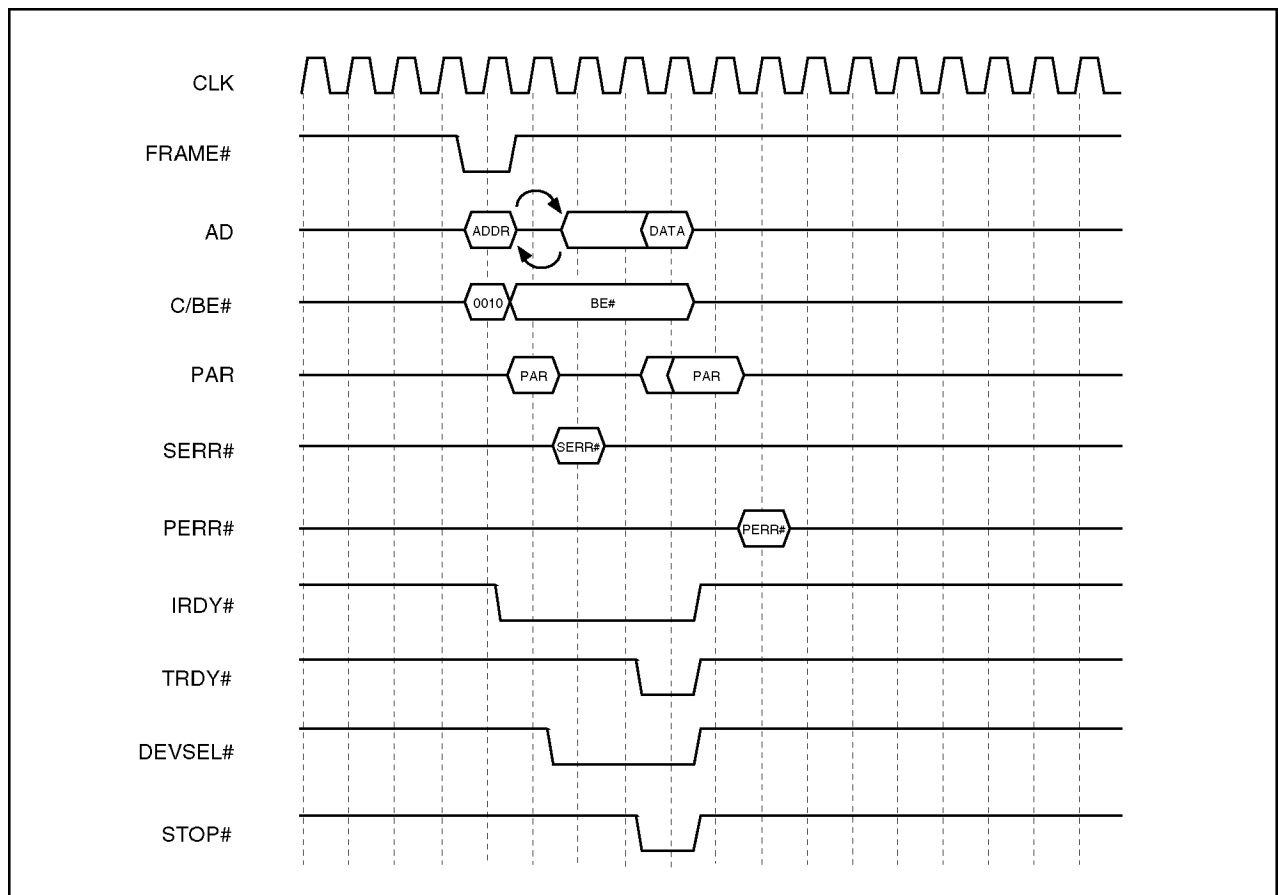 CLK
FRAME#
AD
ADDR
DATA
C/BE#
0010
BE#
PAR
PAR
PAR
SERR#
SERR#
PERR#
PERR#
IRDY#
TRDY#
DEVSEL#
STOP#